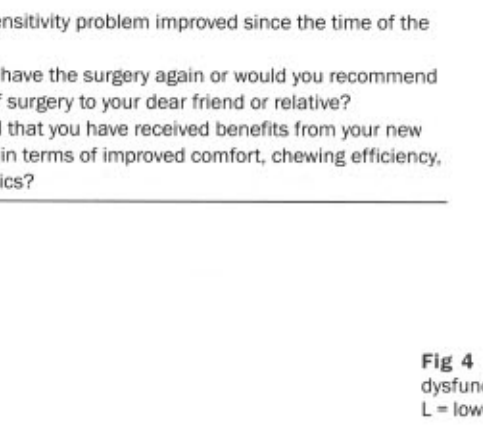 ensitivity problem improved since the time of the
have the surgery again or would you recommend
f surgery to your dear friend or relative?
that you have received benefits from your new
in terms of improved comfort, chewing efficiency,
ics?
Fig 4
dysfun
L = low